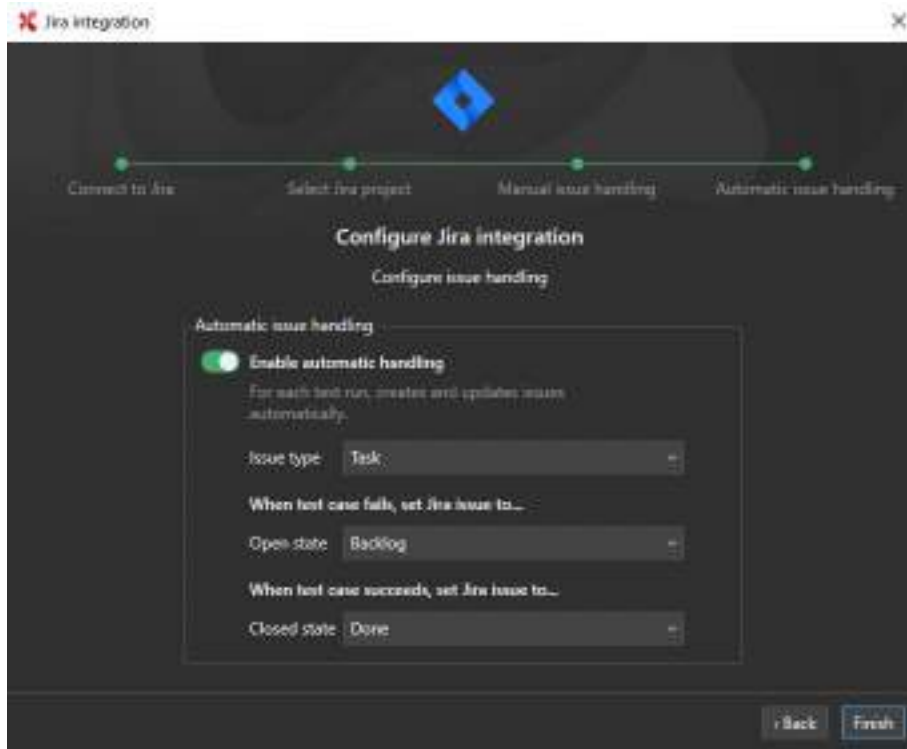 Jira integration
Connect to Jira
Select Jira project
Manual issue handling
Automatic issue handling
Configure Jira integration
Configure issue handling
Automatic issue handling
Enable automatic handling
For each test run, creates and updates issues
automatically.
Issue type Task
When test case fails, set Jira issue to...
Open state Backlog
When test case succeeds, set Jira issue to...
Closed state Done
‹ Back Finish